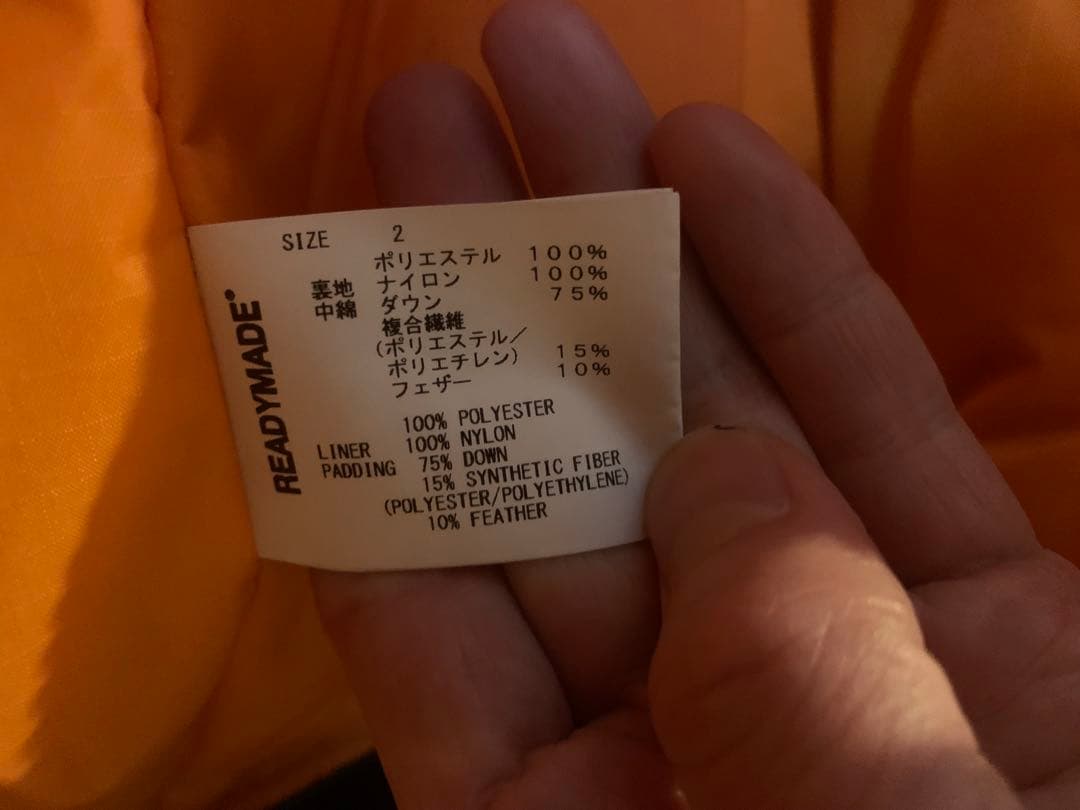 READYMADE
SIZE 2
ポリエステル 100%
裏地 ナイロン 100%
中綿 ダウン 75%
複合繊維
(ポリエステル/
ポリエチレン) 15%
フェザー 10%
100% POLYESTER
LINER 100% NYLON
PADDING 75% DOWN
15% SYNTHETIC FIBER
(POLYESTER/POLYETHYLENE)
10% FEATHER